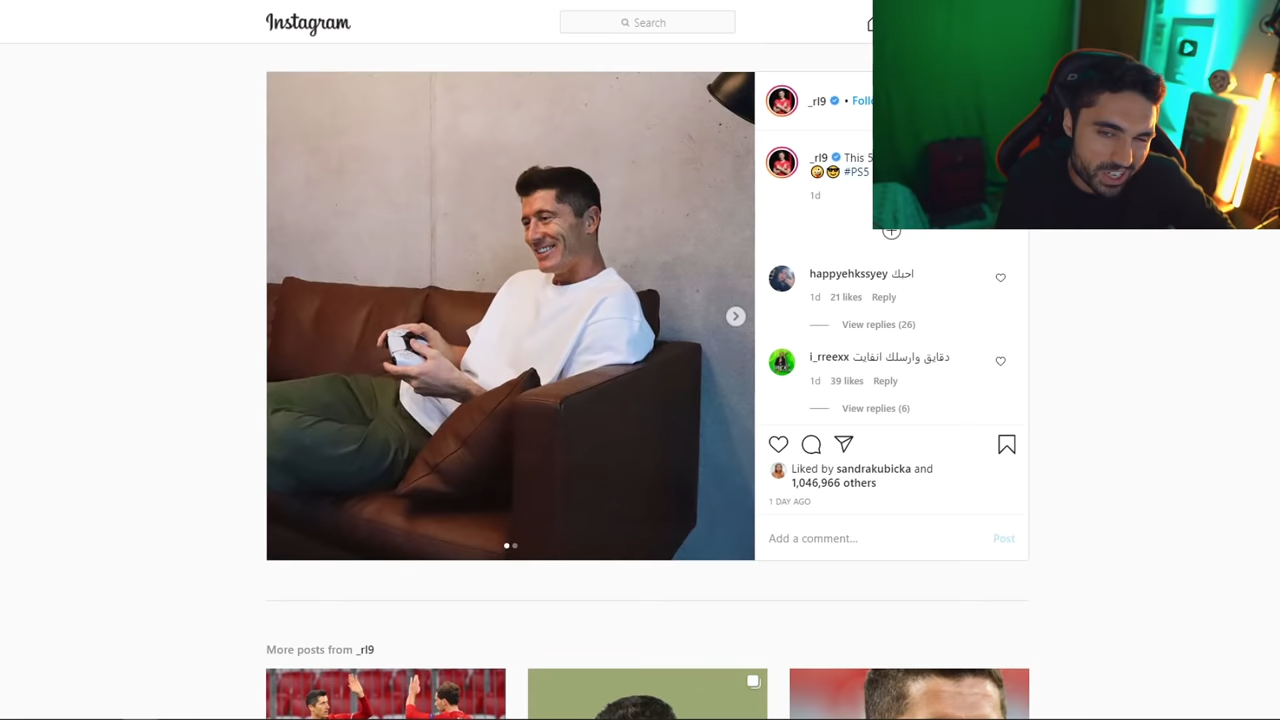 Instagram
Search
_rl9 • Follo
_rl9 This 5
#PS5
1d
happyehkssyey احبك
1d 21 likes Reply
View replies (26)
i_rreexx دقايق وارسلك انفايت
1d 39 likes Reply
View replies (6)
Liked by sandrakubicka and
1,046,966 others
1 DAY AGO
Add a comment... Post
More posts from _rl9